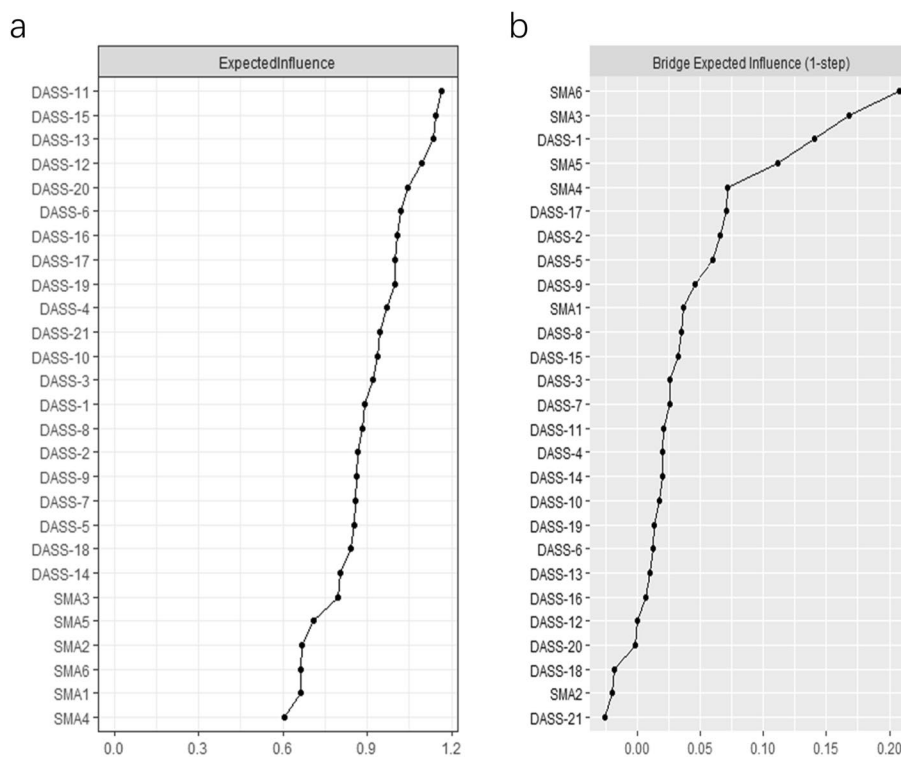 a
ExpectedInfluence
DASS-11
DASS-15
DASS-13
DASS-12
DASS-20
DASS-6
DASS-16
DASS-17
DASS-19
DASS-4
DASS-21
DASS-10
DASS-3
DASS-1
DASS-8
DASS-2
DASS-9
DASS-7
DASS-5
DASS-18
DASS-14
SMA3
SMA5
SMA2
SMA6
SMA1
SMA4
0.0 0.3 0.6 0.9 1.2
b
Bridge Expected Influence (1-step)
SMA6
SMA3
DASS-1
SMA5
SMA4
DASS-17
DASS-2
DASS-5
DASS-9
SMA1
DASS-8
DASS-15
DASS-3
DASS-7
DASS-11
DASS-4
DASS-14
DASS-10
DASS-19
DASS-6
DASS-13
DASS-16
DASS-12
DASS-20
DASS-18
SMA2
DASS-21
0.00 0.05 0.10 0.15 0.20